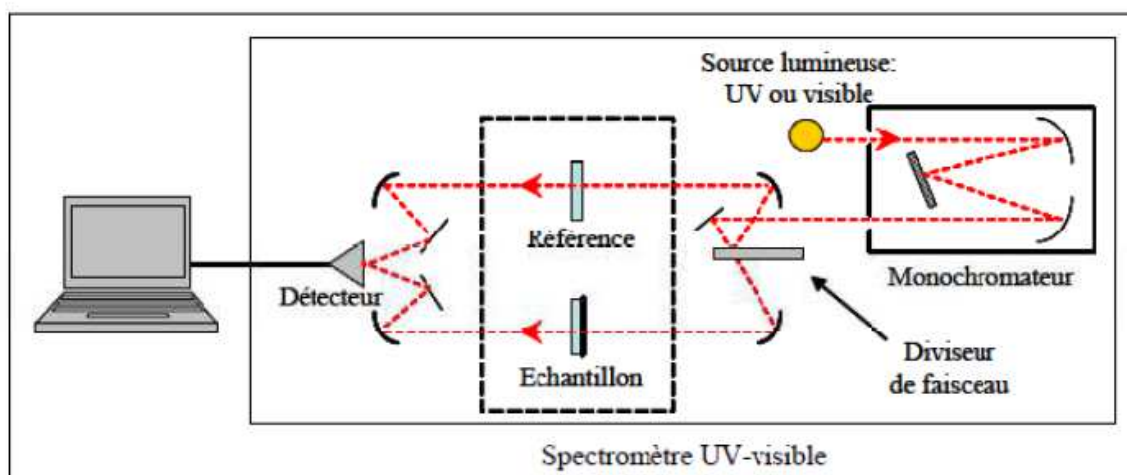 Source lumineuse:
UV ou visible
Référence
Monochromateur
Détecteur
Echantillon
Diviseur
de faisceau
Spectromètre UV-visible